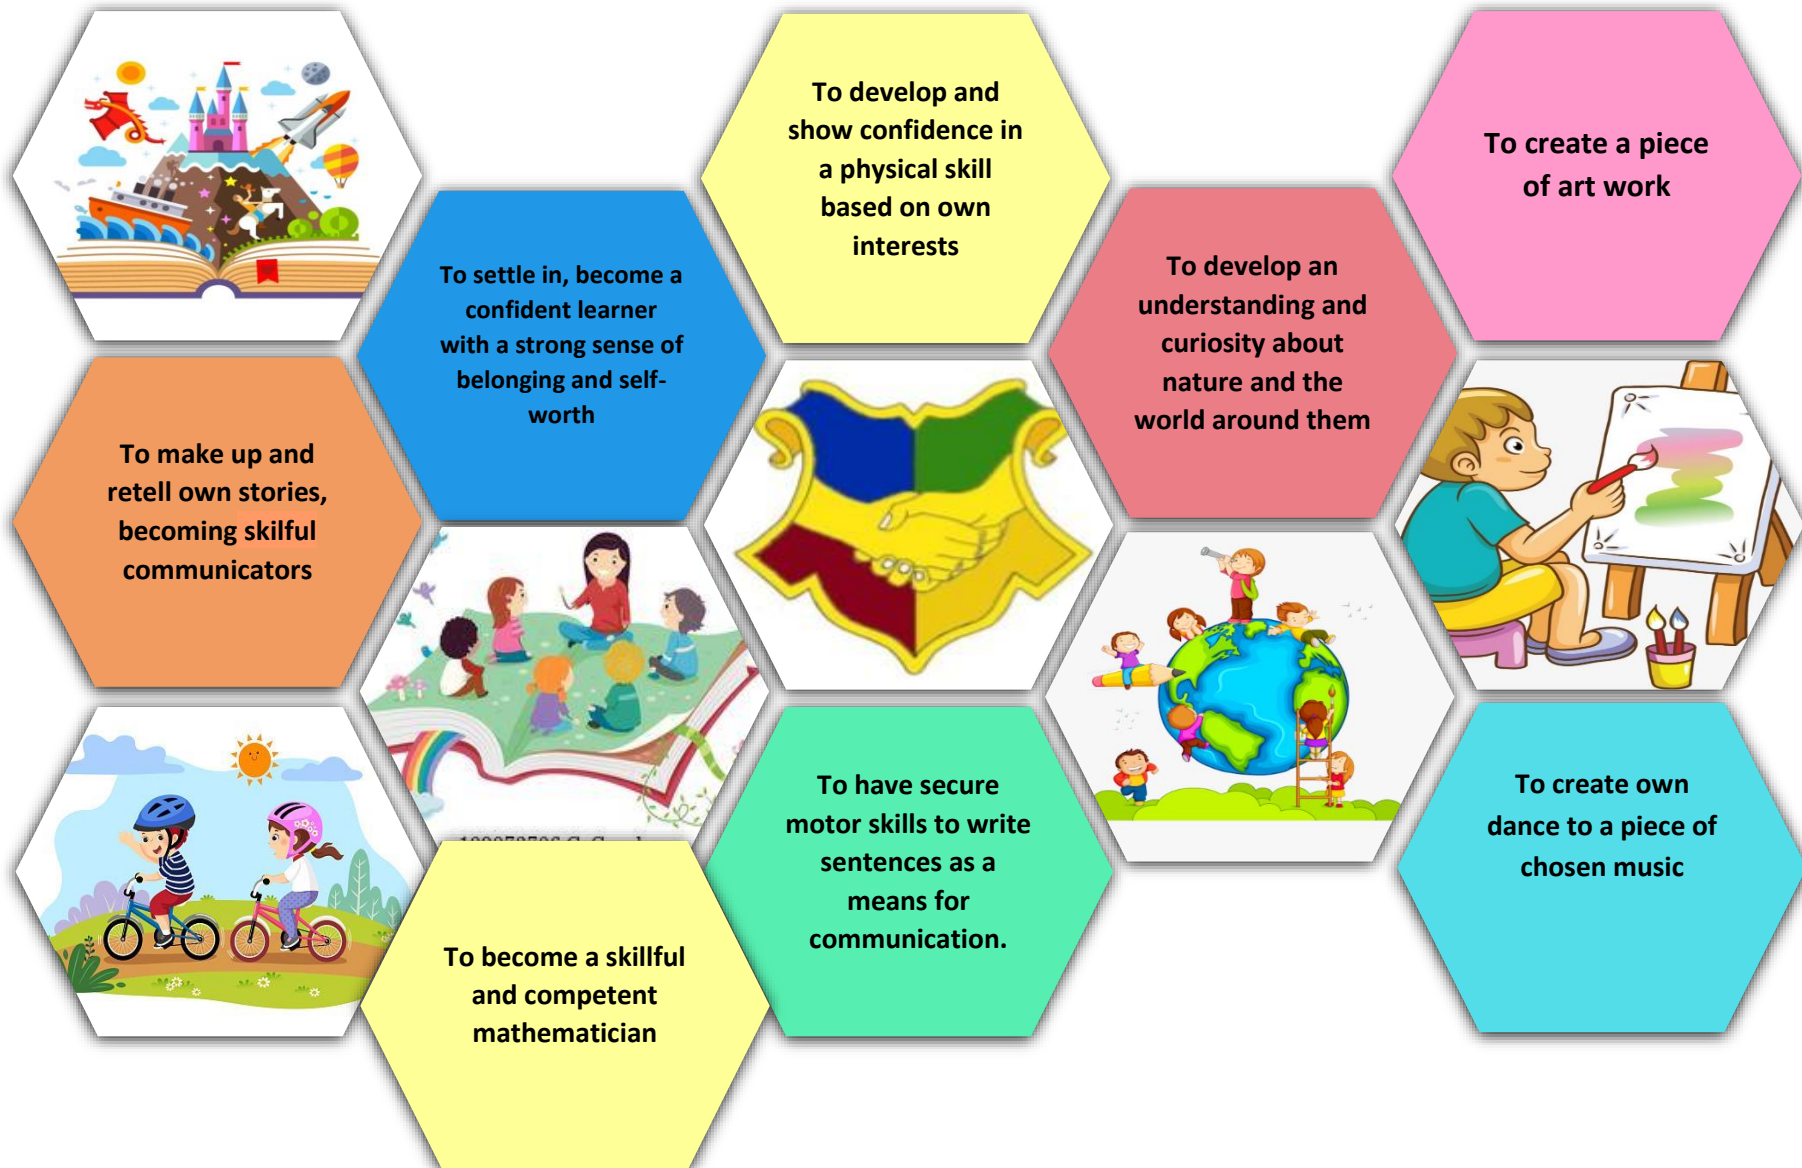 To make up and
retell own stories,
becoming skilful
communicators
To settle in, become a
confident learner
with a strong sense of
belonging and self-
worth
To become a skillful
and competent
mathematician
To develop and
show confidence in
a physical skill
based on own
interests
To have secure
motor skills to write
sentences as a
means for
communication.
To develop an
understanding and
curiosity about
nature and the
world around them
To create a piece
of art work
To create own
dance to a piece of
chosen music